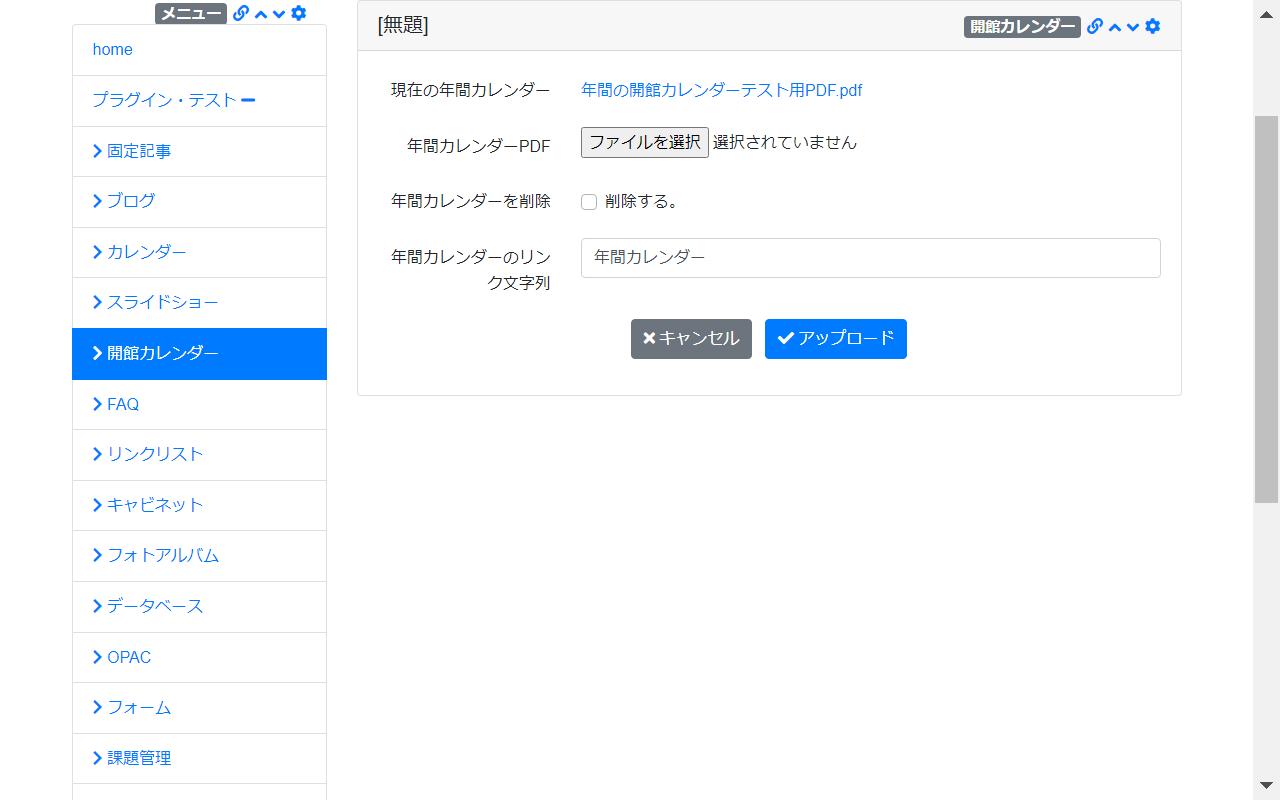 メニュー
home
プラグイン・テスト
固定記事
ブログ
カレンダー
スライドショー
開館カレンダー
FAQ
リンクリスト
キャビネット
フォトアルバム
データベース
OPAC
フォーム
課題管理
[無題]
開館カレンダー
現在の年間カレンダー
年間の開館カレンダーテスト用PDF.pdf
年間カレンダーPDF
ファイルを選択 選択されていません
年間カレンダーを削除
削除する。
年間カレンダーのリン
ク文字列
年間カレンダー
キャンセル
アップロード